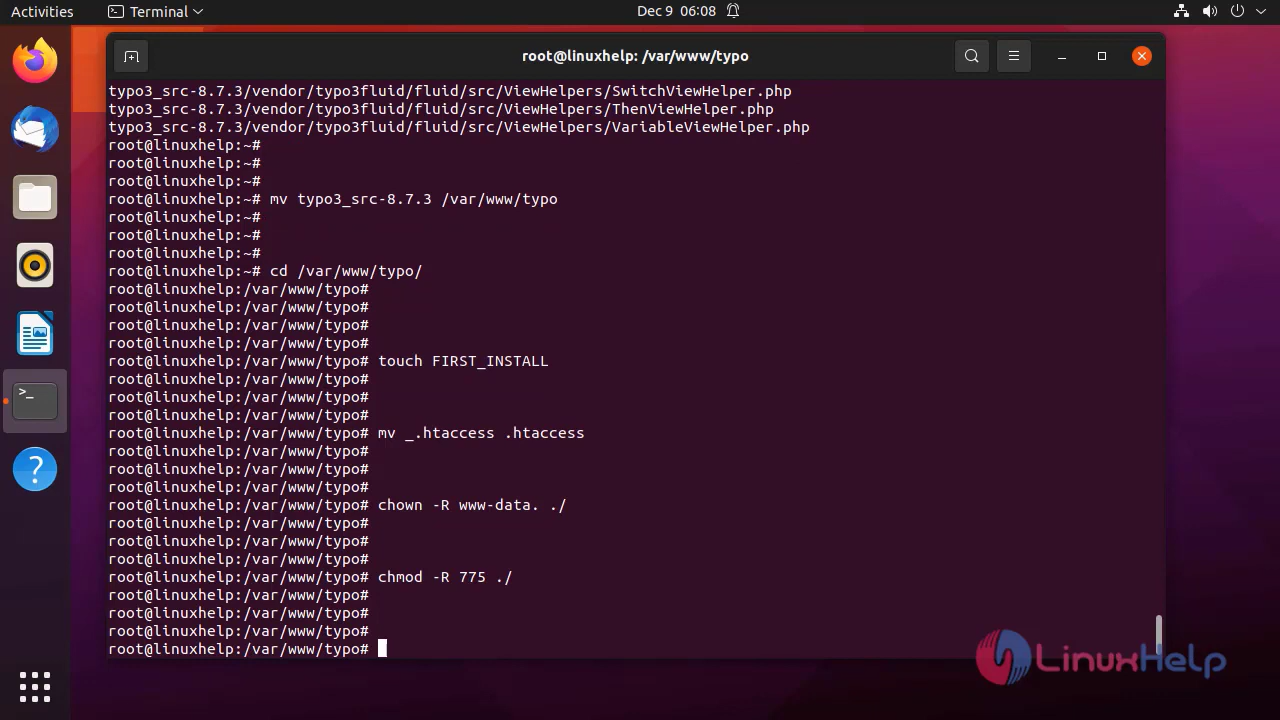 Activities Terminal Dec 9 06:08
root@linuxhelp: /var/www/typo
typo3_src-8.7.3/vendor/typo3fluid/fluid/src/ViewHelpers/SwitchViewHelper.php
typo3_src-8.7.3/vendor/typo3fluid/fluid/src/ViewHelpers/ThenViewHelper.php
typo3_src-8.7.3/vendor/typo3fluid/fluid/src/ViewHelpers/VariableViewHelper.php
root@linuxhelp:~#
root@linuxhelp:~#
root@linuxhelp:~#
root@linuxhelp:~# mv typo3_src-8.7.3 /var/www/typo
root@linuxhelp:~#
root@linuxhelp:~#
root@linuxhelp:~#
root@linuxhelp:~# cd /var/www/typo/
root@linuxhelp:/var/www/typo#
root@linuxhelp:/var/www/typo#
root@linuxhelp:/var/www/typo#
root@linuxhelp:/var/www/typo#
root@linuxhelp:/var/www/typo# touch FIRST_INSTALL
root@linuxhelp:/var/www/typo#
root@linuxhelp:/var/www/typo#
root@linuxhelp:/var/www/typo#
root@linuxhelp:/var/www/typo# mv _.htaccess .htaccess
root@linuxhelp:/var/www/typo#
root@linuxhelp:/var/www/typo#
root@linuxhelp:/var/www/typo#
root@linuxhelp:/var/www/typo# chown -R www-data. ./
root@linuxhelp:/var/www/typo#
root@linuxhelp:/var/www/typo#
root@linuxhelp:/var/www/typo#
root@linuxhelp:/var/www/typo# chmod -R 775 ./
root@linuxhelp:/var/www/typo#
root@linuxhelp:/var/www/typo#
root@linuxhelp:/var/www/typo#
root@linuxhelp:/var/www/typo#
LinuxHelp